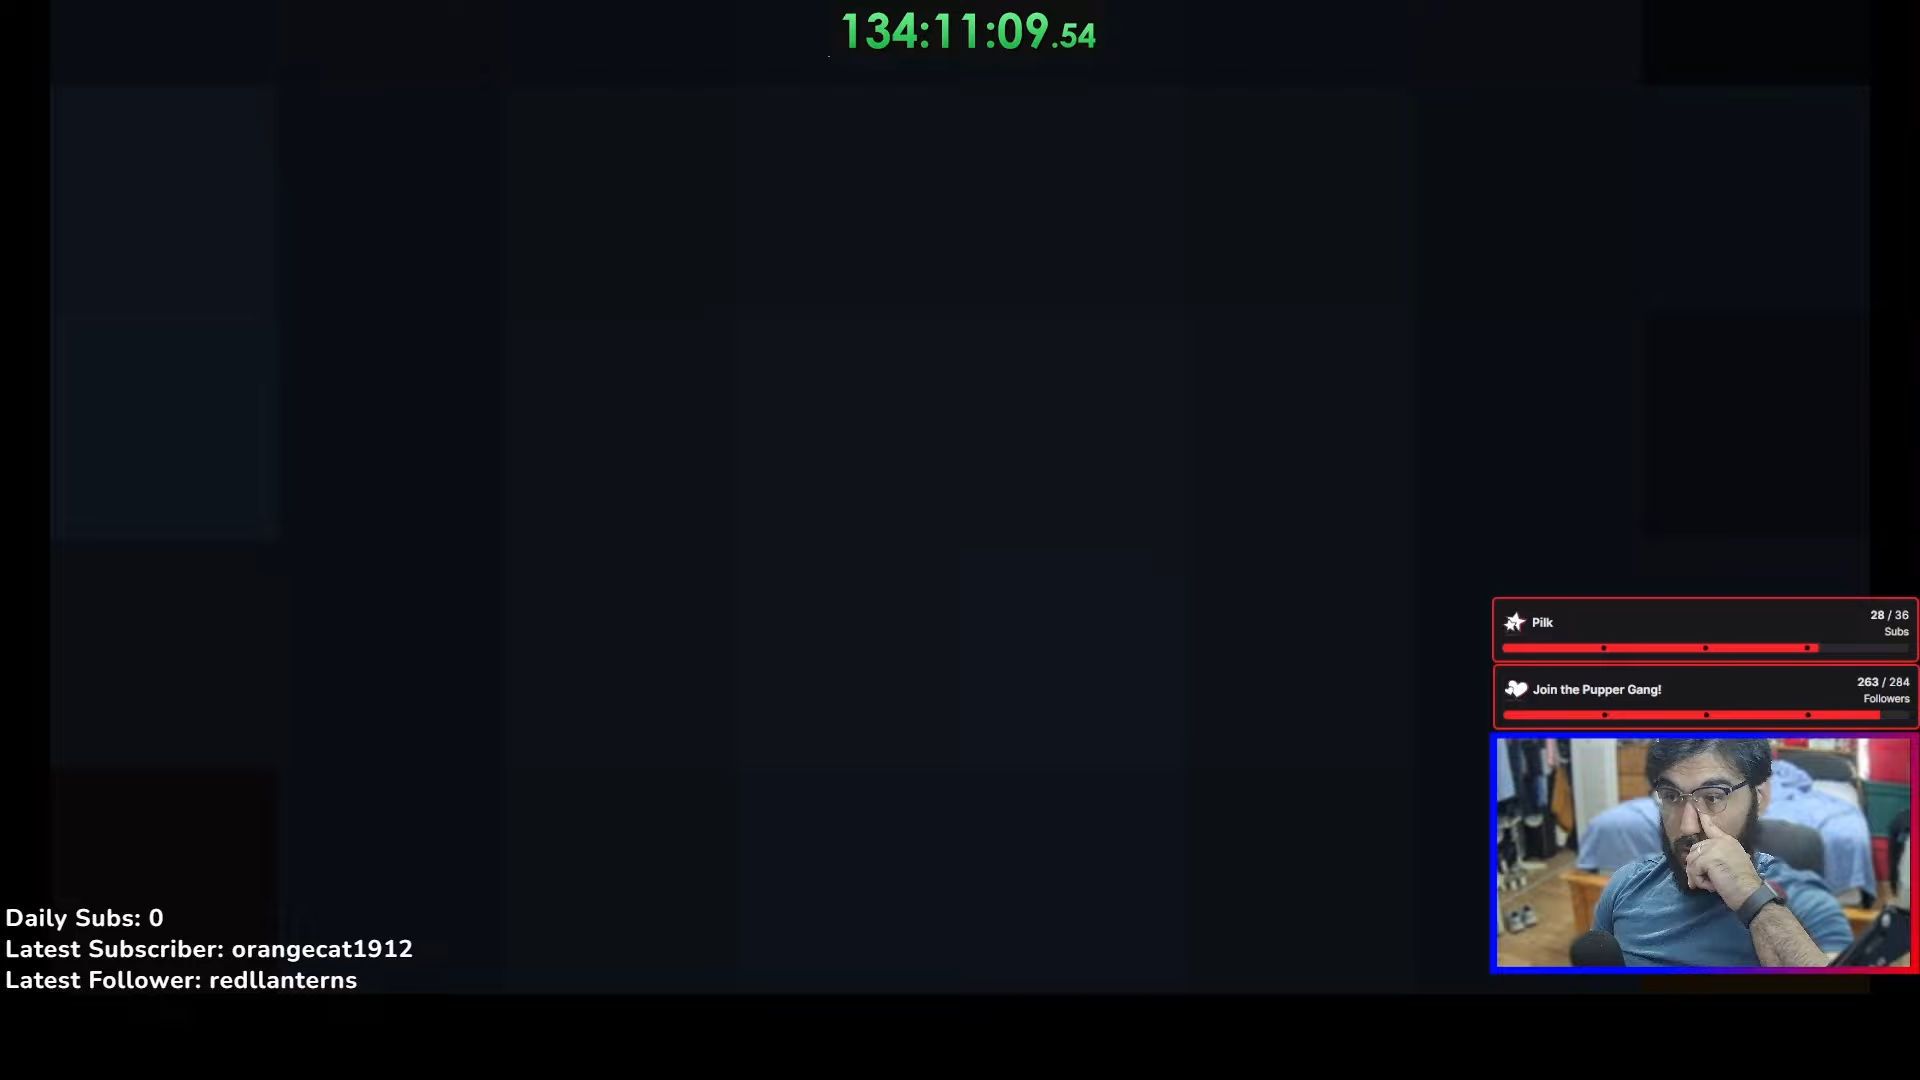 134:11:09.54
Pilk
28 / 36
Subs
Join the Pupper Gang!
263 / 284
Followers
Daily Subs: 0
Latest Subscriber: orangecat1912
Latest Follower: redllanterns